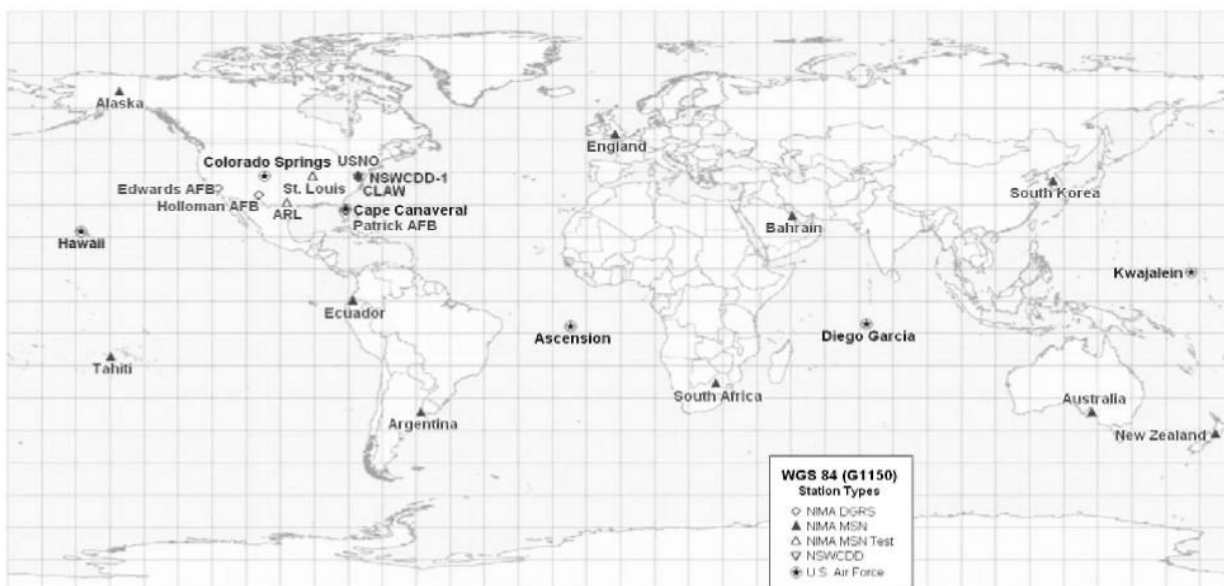 Alaska
England
Colorado Springs
USNO
NSWCDD-1
St. Louis
CLAW
Edwards AFB
Holloman AFB
ARL
Cape Canaveral
Patrick AFB
South Korea
Bahrain
Hawaii
Kwajalein
Ecuador
Ascension
Diego Garcia
Tahiti
South Africa
Australia
Argentina
New Zealand
WGS 84 (G1150)
Station Types
NIMA DGRS
NIMA MSN
NIMA MSN Test
NSWCDD
U.S. Air Force